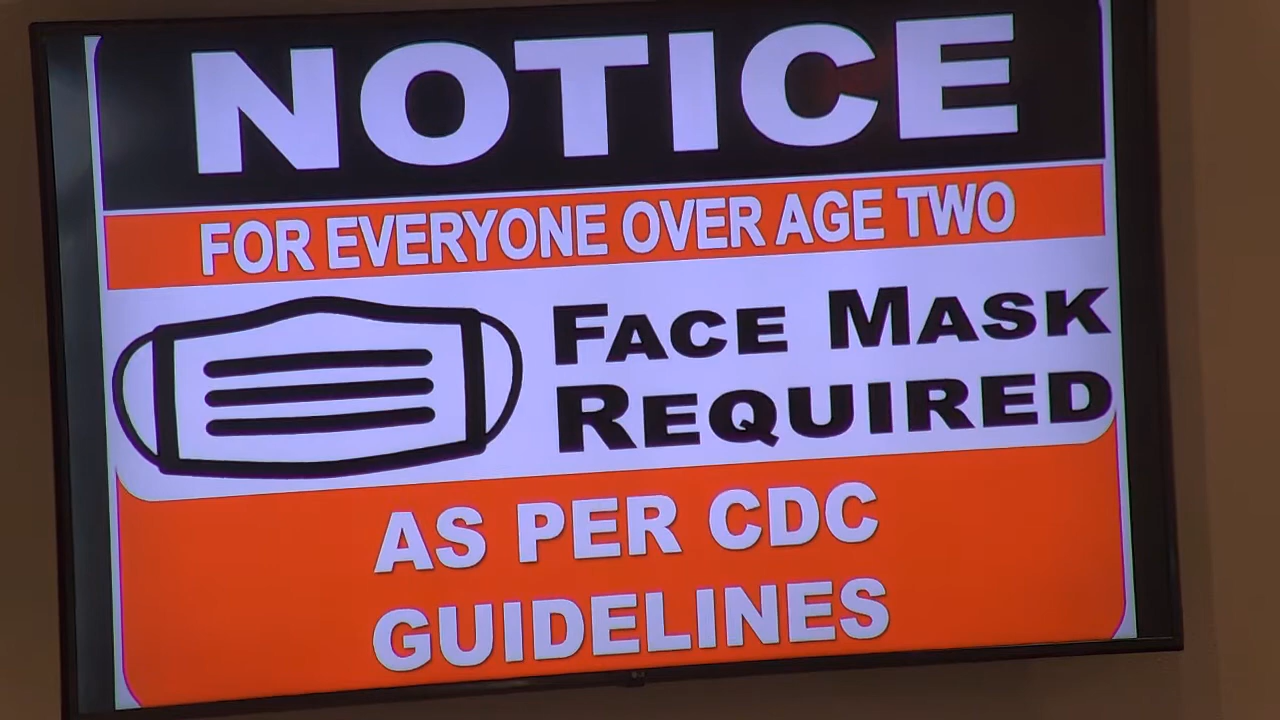 NOTICE
FOR EVERYONE OVER AGE TWO
FACE MASK
REQUIRED
AS PER CDC
GUIDELINES